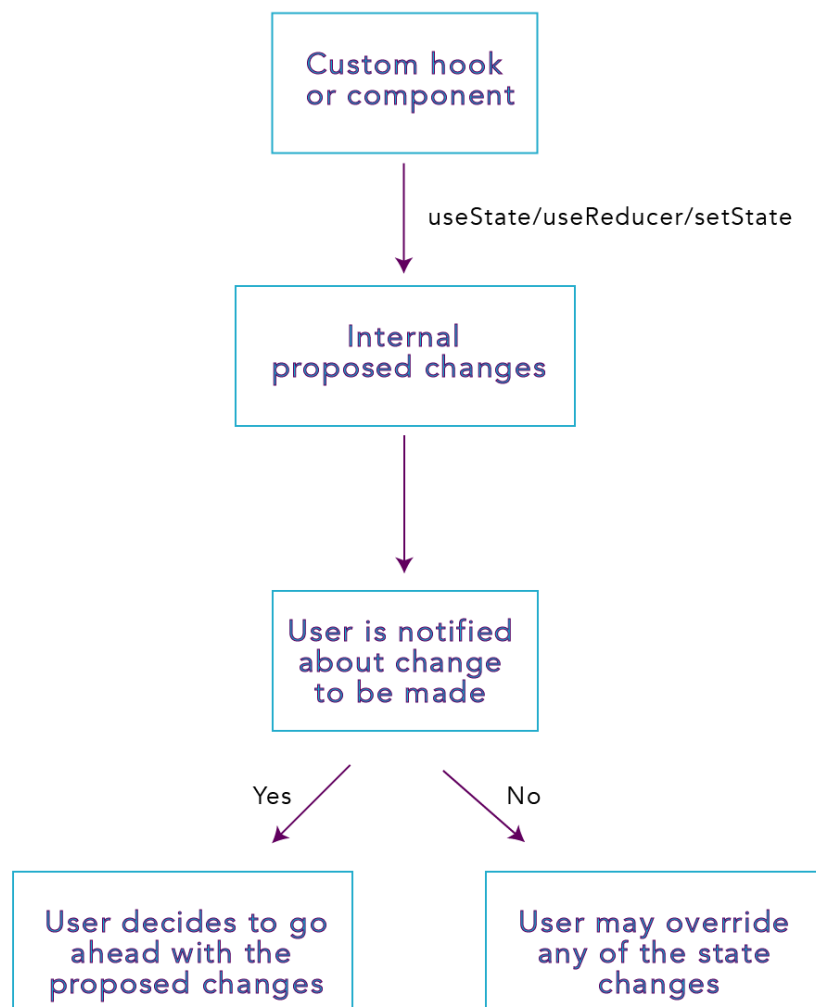 Custom hook
or component
useState/useReducer/setState
Internal
proposed changes
User is notified
about change
to be made
Yes
No
User decides to go
ahead with the
proposed changes
User may override
any of the state
changes